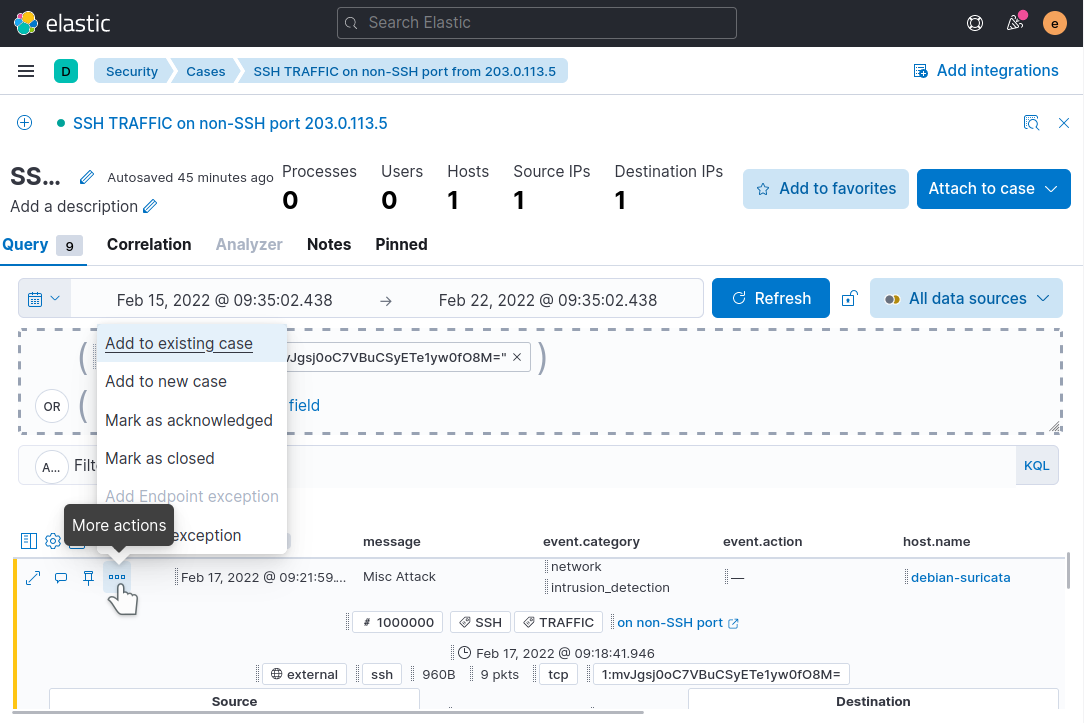 elastic
Search Elastic
e
D
Security
Cases
SSH TRAFFIC on non-SSH port from 203.0.113.5
Add integrations
SSH TRAFFIC on non-SSH port 203.0.113.5
SS...
Autosaved 45 minutes ago
Add a description
Processes
0
Users
0
Hosts
1
Source IPs
1
Destination IPs
1
Add to favorites
Attach to case
Query 9
Correlation
Analyzer
Notes
Pinned
Feb 15, 2022 @ 09:35:02.438 → Feb 22, 2022 @ 09:35:02.438
Refresh
All data sources
( Jgsj0oC7VBuCSyETe1yw0fO8M=" × )
OR ( field
A... Filt
KQL
Add to existing case
Add to new case
Mark as acknowledged
Mark as closed
Add Endpoint exception
exception
More actions
message
event.category
event.action
host.name
Feb 17, 2022 @ 09:21:59....
Misc Attack
network
intrusion_detection
—
debian-suricata
# 1000000
SSH
TRAFFIC
on non-SSH port
Feb 17, 2022 @ 09:18:41.946
external
ssh
960B
9 pkts
tcp
1:mvJgsj0oC7VBuCSyETe1yw0fO8M=
Source
Destination